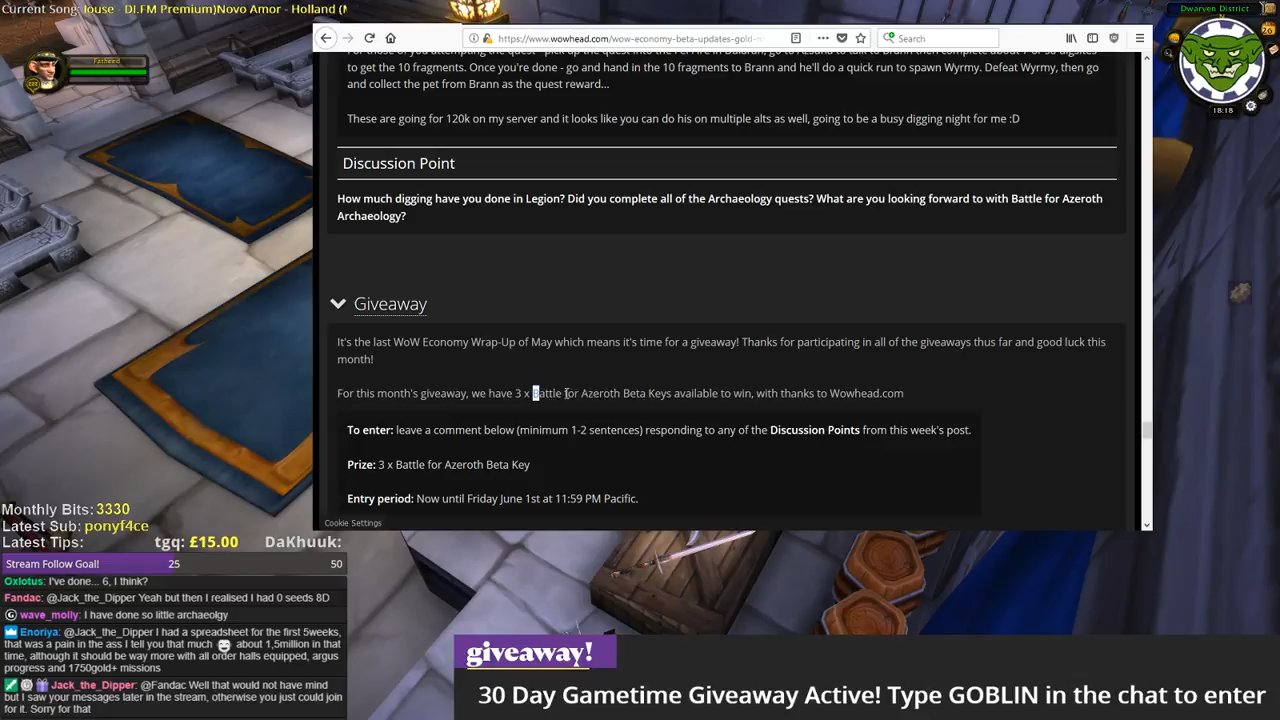 Current Song: louse - DI.FM Premium)Novo Amor - Holland (
Dwarven District
Fatheed
https://www.wowhead.com/wow-economy-beta-updates-gold-
Search
18:18
to get the 10 fragments. Once you're done - go and hand in the 10 fragments to Brann and he'll do a quick run to spawn Wyrmy. Defeat Wyrmy, then go
and collect the pet from Brann as the quest reward...
These are going for 120k on my server and it looks like you can do his on multiple alts as well, going to be a busy digging night for me :D
Discussion Point
How much digging have you done in Legion? Did you complete all of the Archaeology quests? What are you looking forward to with Battle for Azeroth
Archaeology?
Giveaway
It's the last WoW Economy Wrap-Up of May which means it's time for a giveaway! Thanks for participating in all of the giveaways thus far and good luck this
month!
For this month's giveaway, we have 3 x Battle for Azeroth Beta Keys available to win, with thanks to Wowhead.com
To enter: leave a comment below (minimum 1-2 sentences) responding to any of the Discussion Points from this week's post.
Prize: 3 x Battle for Azeroth Beta Key
Entry period: Now until Friday June 1st at 11:59 PM Pacific.
Cookie Settings
Monthly Bits: 3330
Latest Sub: ponyf4ce
Latest Tips: tgq: £15.00 DaKhuuk:
Stream Follow Goal! 25 50
Oxlotus: I've done... 6, I think?
Fandac: @Jack_the_Dipper Yeah but then I realised I had 0 seeds 8D
wave_molly: I have done so little archaeolgy
Enoriya: @Jack_the_Dipper I had a spreadsheet for the first 5weeks,
that was a pain in the ass I tell you that much about 1,5million in that
time, although it should be way more with all order halls equipped, argus
progress and 1750gold+ missions
Jack_the_Dipper: @Fandac Well that would not have mind
but I saw your messages later in the stream, otherwise you just could join
for it. Sorry for that
giveaway!
30 Day Gametime Giveaway Active! Type GOBLIN in the chat to enter